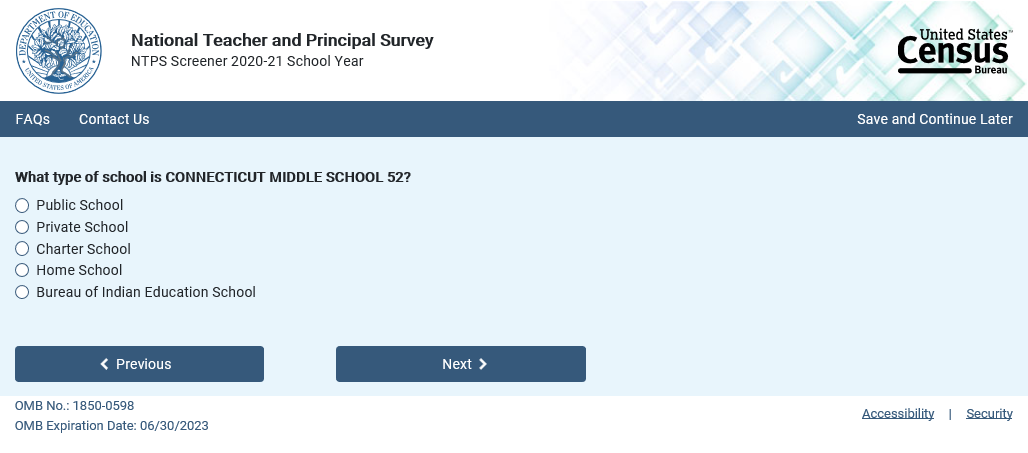 DEPARTMENT OF EDUCATION
UNITED STATES OF AMERICA
National Teacher and Principal Survey
NTPS Screener 2020-21 School Year
United States™
Census
Bureau
FAQs Contact Us Save and Continue Later
What type of school is CONNECTICUT MIDDLE SCHOOL 52?
Public School
Private School
Charter School
Home School
Bureau of Indian Education School
Previous Next
OMB No.: 1850-0598
OMB Expiration Date: 06/30/2023
Accessibility | Security